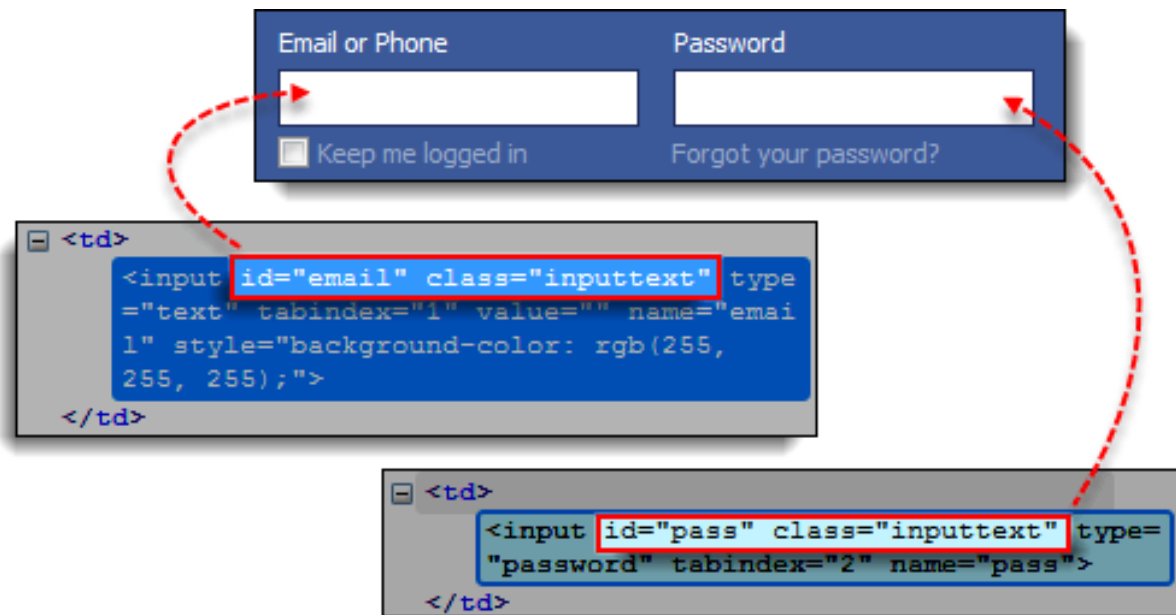 Email or Phone Password
Keep me logged in Forgot your password?
<td>
<input id="email" class="inputtext" type
="text" tabindex="1" value="" name="emai
l" style="background-color: rgb(255,
255, 255);">
</td>
<td>
<input id="pass" class="inputtext" type=
"password" tabindex="2" name="pass">
</td>